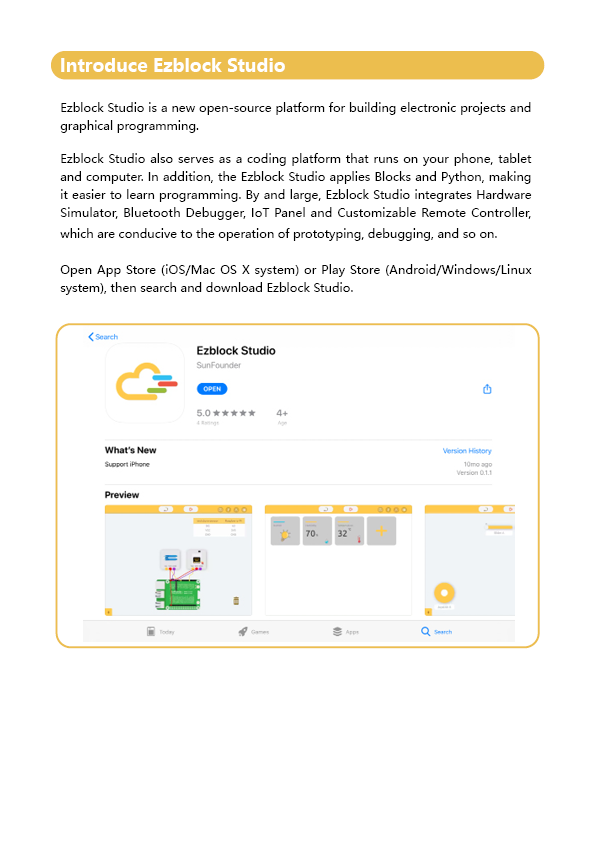 Introduce Ezblock Studio
Ezblock Studio is a new open-source platform for building electronic projects and
graphical programming.
Ezblock Studio also serves as a coding platform that runs on your phone, tablet
and computer. In addition, the Ezblock Studio applies Blocks and Python, making
it easier to learn programming. By and large, Ezblock Studio integrates Hardware
Simulator, Bluetooth Debugger, IoT Panel and Customizable Remote Controller,
which are conducive to the operation of prototyping, debugging, and so on.
Open App Store (iOS/Mac OS X system) or Play Store (Android/Windows/Linux
system), then search and download Ezblock Studio.
Search
Ezblock Studio
SunFounder
OPEN
5.0 ★★★★★ 4+
4 Ratings Age
What's New Version History
Support iPhone 10mo ago
Version 0.1.1
Preview
70
32
Today Games Apps Search